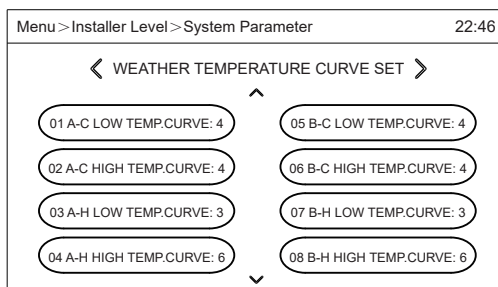 Menu>Installer Level>System Parameter 22:46
WEATHER TEMPERATURE CURVE SET
01 A-C LOW TEMP.CURVE: 4
02 A-C HIGH TEMP.CURVE: 4
03 A-H LOW TEMP.CURVE: 3
04 A-H HIGH TEMP.CURVE: 6
05 B-C LOW TEMP.CURVE: 4
06 B-C HIGH TEMP.CURVE: 4
07 B-H LOW TEMP.CURVE: 3
08 B-H HIGH TEMP.CURVE: 6